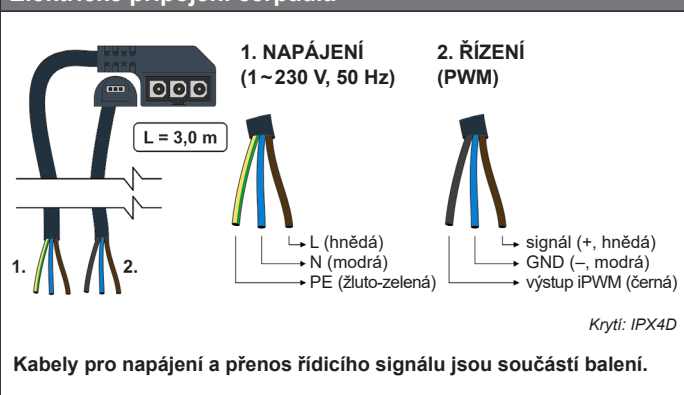 Elektrické připojení čerpadla
1. NAPÁJENÍ
(1~230 V, 50 Hz)
2. ŘÍZENÍ
(PWM)
L = 3,0 m
L (hnědá)
N (modrá)
PE (žluto-zelená)
signál (+, hnědá)
GND (–, modrá)
výstup iPWM (černá)
1.
2.
Krytí: IPX4D
Kabely pro napájení a přenos řídicího signálu jsou součástí balení.